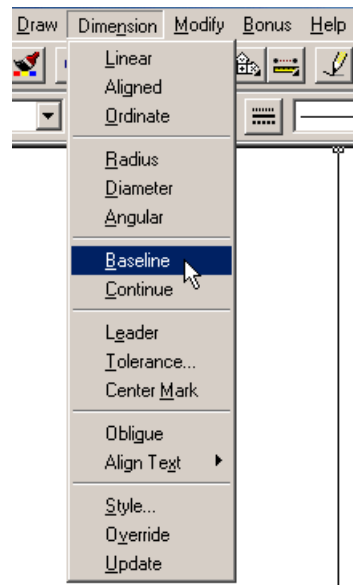 Draw Dimension Modify Bonus Help
Linear
Aligned
Ordinate
Radius
Diameter
Angular
Baseline
Continue
Leader
Tolerance...
Center Mark
Obligue
Align Text
Style...
Override
Update